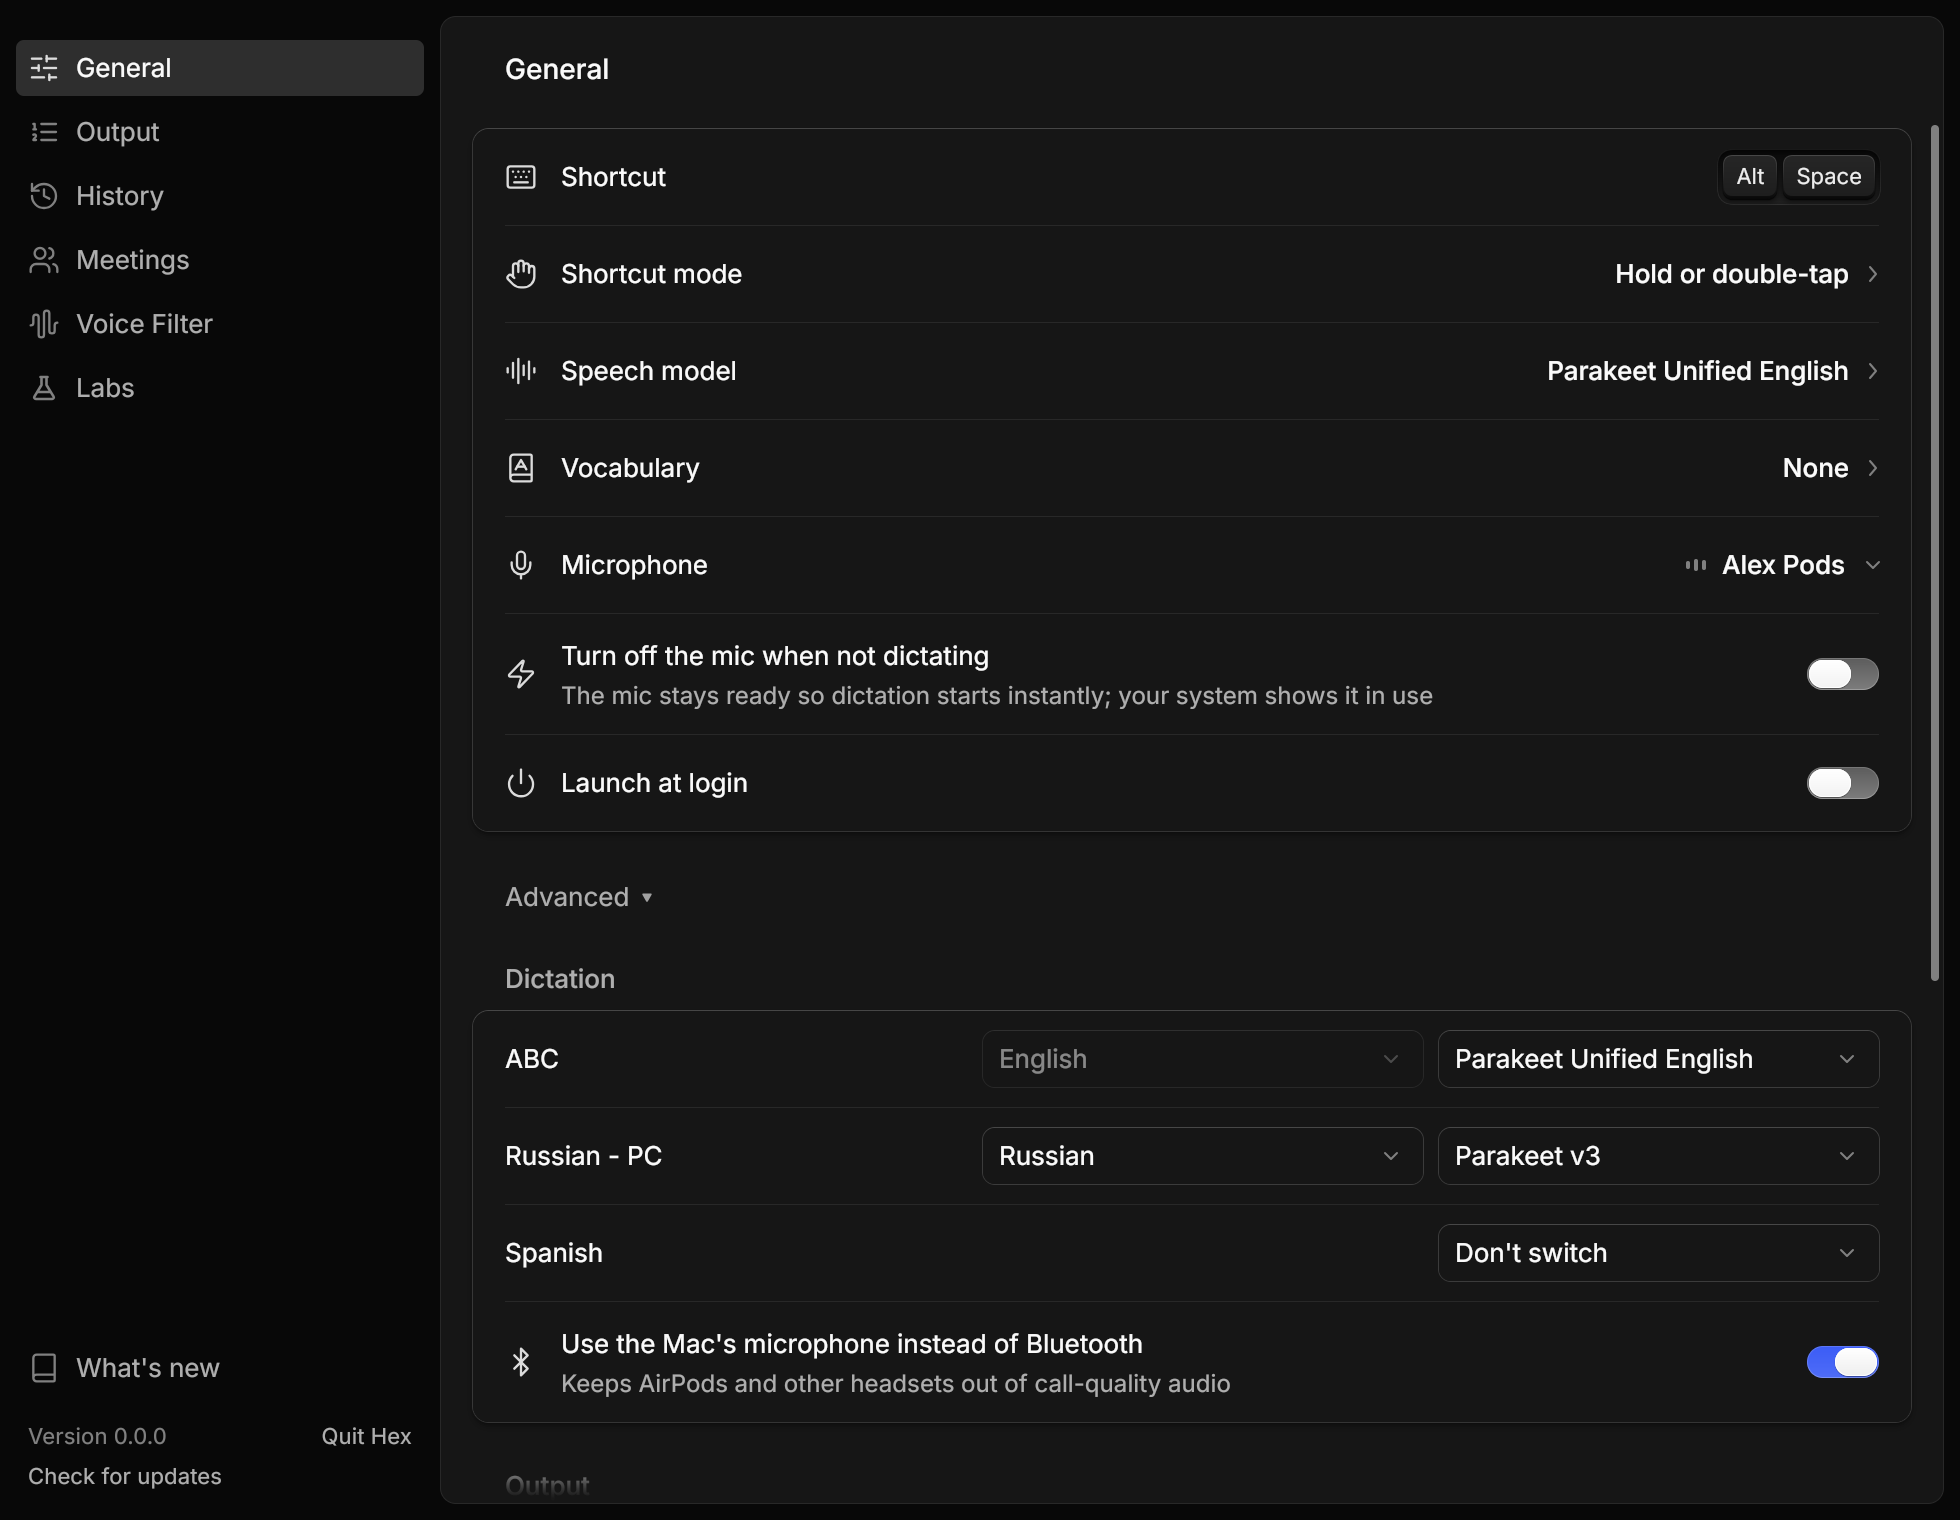 General
Output
History
Meetings
Voice Filter
Labs
What's new
Version 0.0.0
Quit Hex
Check for updates
General
Shortcut
Alt Space
Shortcut mode
Hold or double-tap
Speech model
Parakeet Unified English
Vocabulary
None
Microphone
Alex Pods
Turn off the mic when not dictating
The mic stays ready so dictation starts instantly; your system shows it in use
Launch at login
Advanced
Dictation
ABC
English
Parakeet Unified English
Russian - PC
Russian
Parakeet v3
Spanish
Don't switch
Use the Mac's microphone instead of Bluetooth
Keeps AirPods and other headsets out of call-quality audio
Output